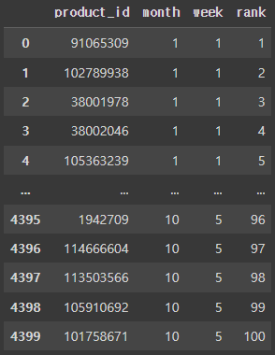 product_id month week rank
0 91065309 1 1 1
1 102789938 1 1 2
2 38001978 1 1 3
3 38002046 1 1 4
4 105363239 1 1 5
... ... ... ... ...
4395 1942709 10 5 96
4396 114666604 10 5 97
4397 113503566 10 5 98
4398 105910692 10 5 99
4399 101758671 10 5 100